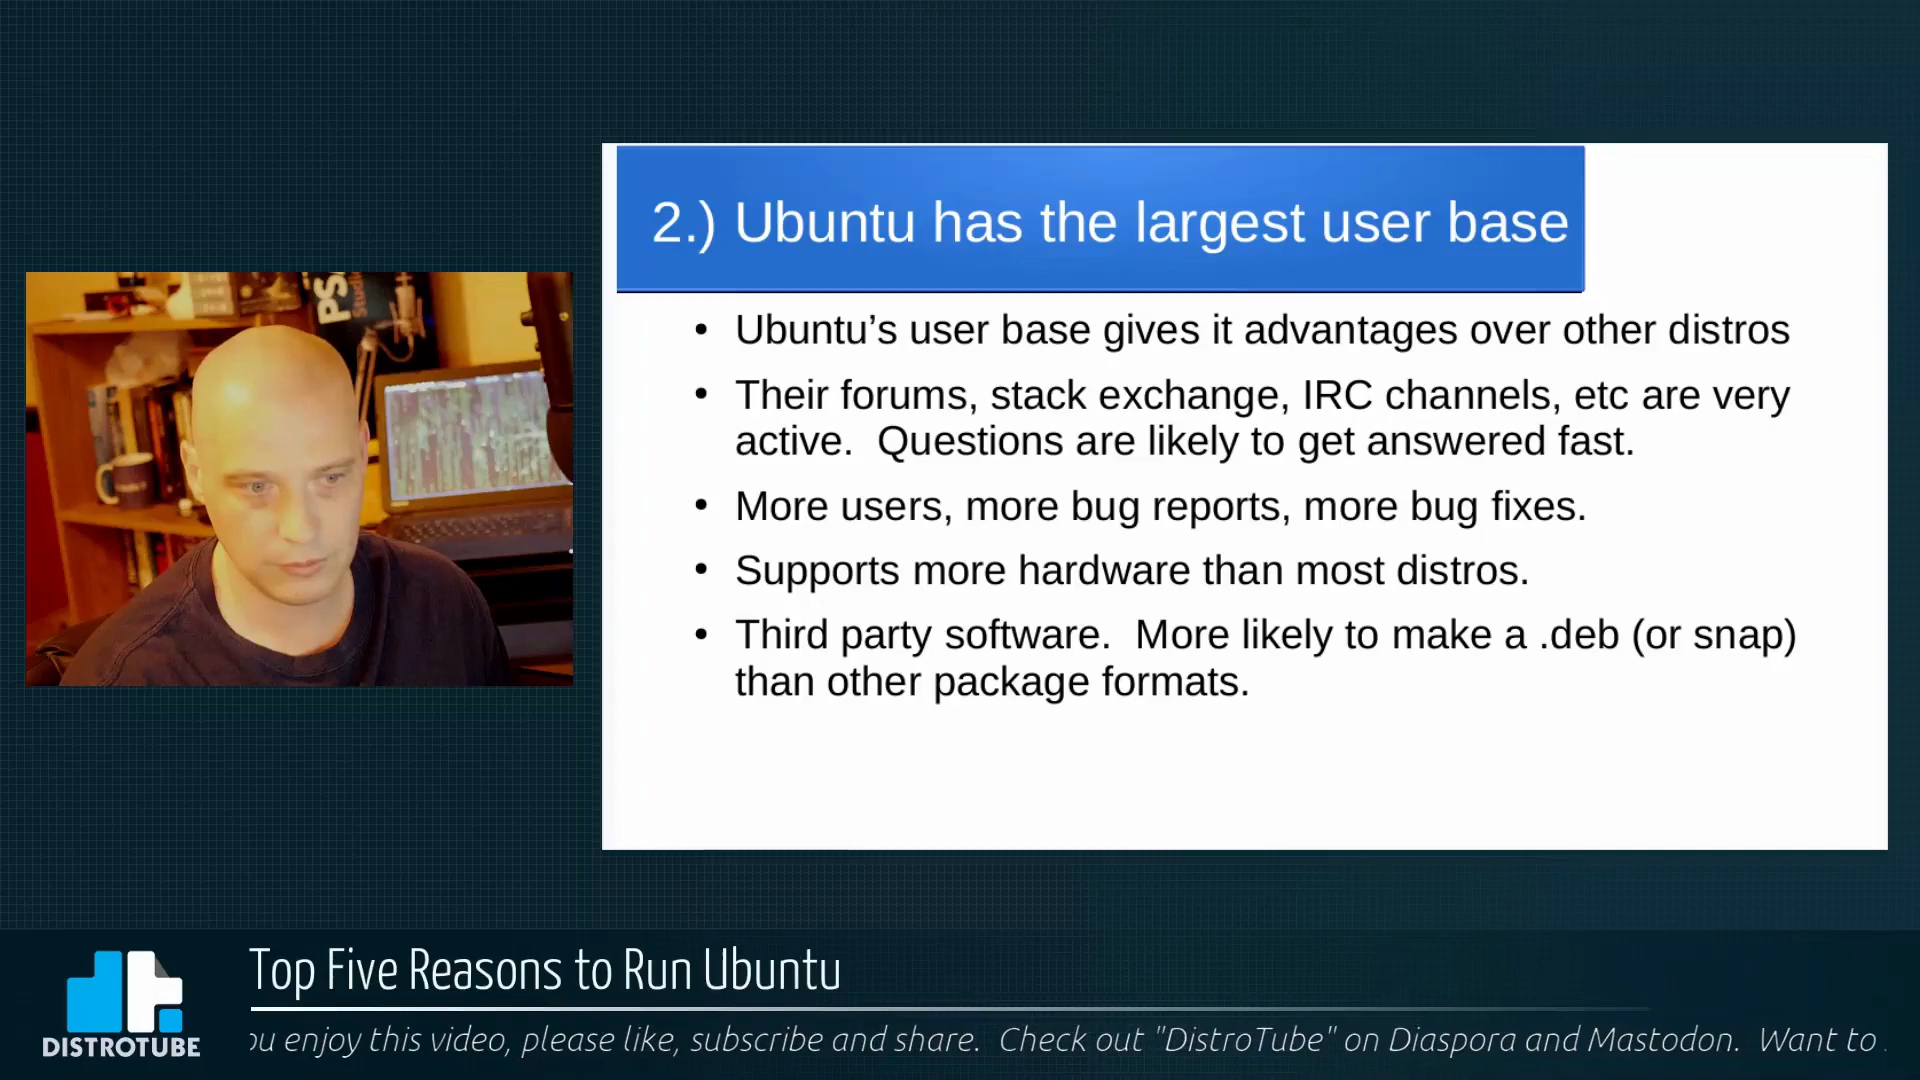 2.) Ubuntu has the largest user base
• Ubuntu’s user base gives it advantages over other distros
• Their forums, stack exchange, IRC channels, etc are very
active.  Questions are likely to get answered fast.
• More users, more bug reports, more bug fixes.
• Supports more hardware than most distros.
• Third party software.  More likely to make a .deb (or snap)
than other package formats.
PS
Studio
Top Five Reasons to Run Ubuntu
ou enjoy this video, please like, subscribe and share.  Check out "DistroTube" on Diaspora and Mastodon.  Want to
DISTROTUBE